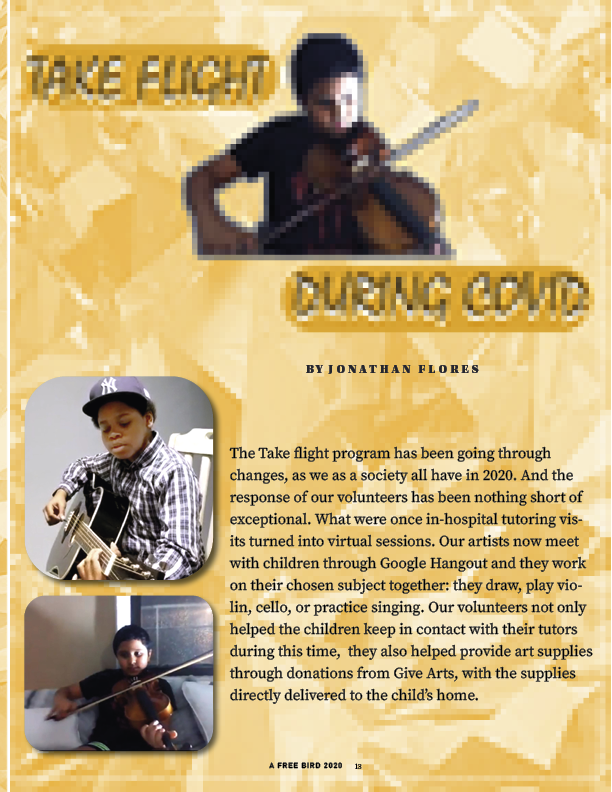 TAKE FLIGHT
DURING COVID
BY JONATHAN FLORES
The Take flight program has been going through
changes, as we as a society all have in 2020. And the
response of our volunteers has been nothing short of
exceptional. What were once in-hospital tutoring vis-
its turned into virtual sessions. Our artists now meet
with children through Google Hangout and they work
on their chosen subject together: they draw, play vio-
lin, cello, or practice singing. Our volunteers not only
helped the children keep in contact with their tutors
during this time,  they also helped provide art supplies
through donations from Give Arts, with the supplies
directly delivered to the child's home.
A FREE BIRD 2020 13